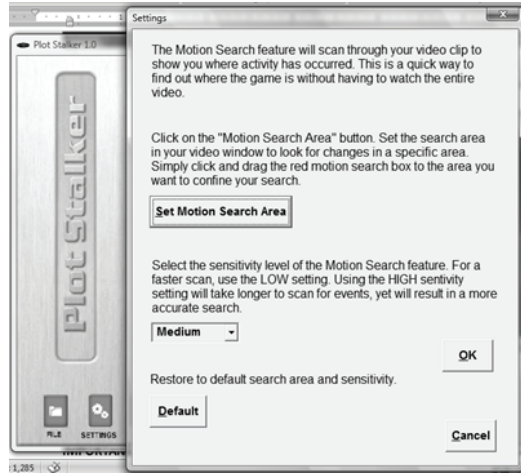 Plot Stalker 1.0
Plot Stalker
FILE SETTINGS
1,285
Settings
The Motion Search feature will scan through your video clip to
show you where activity has occurred. This is a quick way to
find out where the game is without having to watch the entire
video.
Click on the "Motion Search Area" button. Set the search area
in your video window to look for changes in a specific area.
Simply click and drag the red motion search box to the area you
want to confine your search.
Set Motion Search Area
Select the sensitivity level of the Motion Search feature. For a
faster scan, use the LOW setting. Using the HIGH sentivity
setting will take longer to scan for events, yet will result in a more
accurate search.
Medium
OK
Restore to default search area and sensitivity.
Default
Cancel